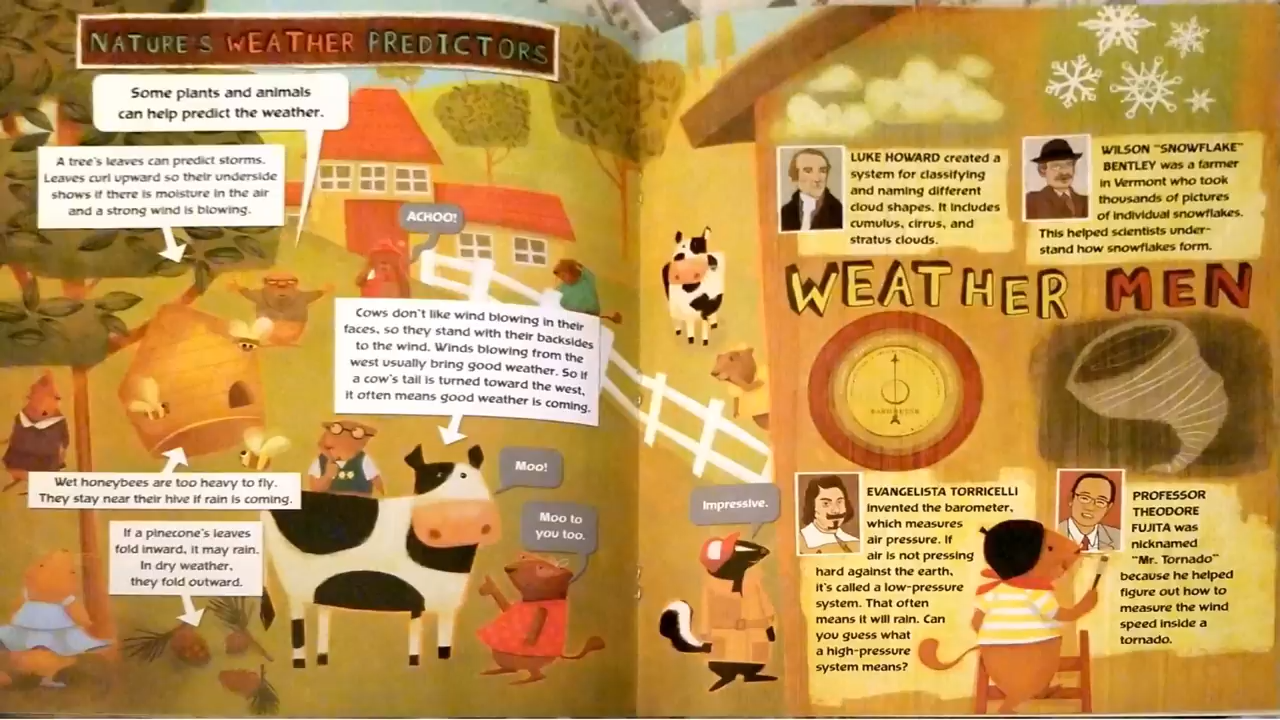 NATURE'S WEATHER PREDICTORS
Some plants and animals
can help predict the weather.
A tree's leaves can predict storms.
Leaves curl upward so their underside
shows if there is moisture in the air
and a strong wind is blowing.
ACHOO!
Cows don't like wind blowing in their
faces, so they stand with their backsides
to the wind. Winds blowing from the
west usually bring good weather. So if
a cow's tail is turned toward the west,
it often means good weather is coming.
Wet honeybees are too heavy to fly.
They stay near their hive if rain is coming.
If a pinecone's leaves
fold inward, it may rain.
In dry weather,
they fold outward.
Moo!
Moo to
you too.
Impressive.
LUKE HOWARD created a
system for classifying
and naming different
cloud shapes. It includes
cumulus, cirrus, and
stratus clouds.
WILSON "SNOWFLAKE"
BENTLEY was a farmer
in Vermont who took
thousands of pictures
of individual snowflakes.
This helped scientists under-
stand how snowflakes form.
WEATHER MEN
BAROMETER
EVANGELISTA TORRICELLI
invented the barometer,
which measures
air pressure. If
air is not pressing
hard against the earth,
it's called a low-pressure
system. That often
means it will rain. Can
you guess what
a high-pressure
system means?
PROFESSOR
THEODORE
FUJITA was
nicknamed
"Mr. Tornado"
because he helped
figure out how to
measure the wind
speed inside a
tornado.